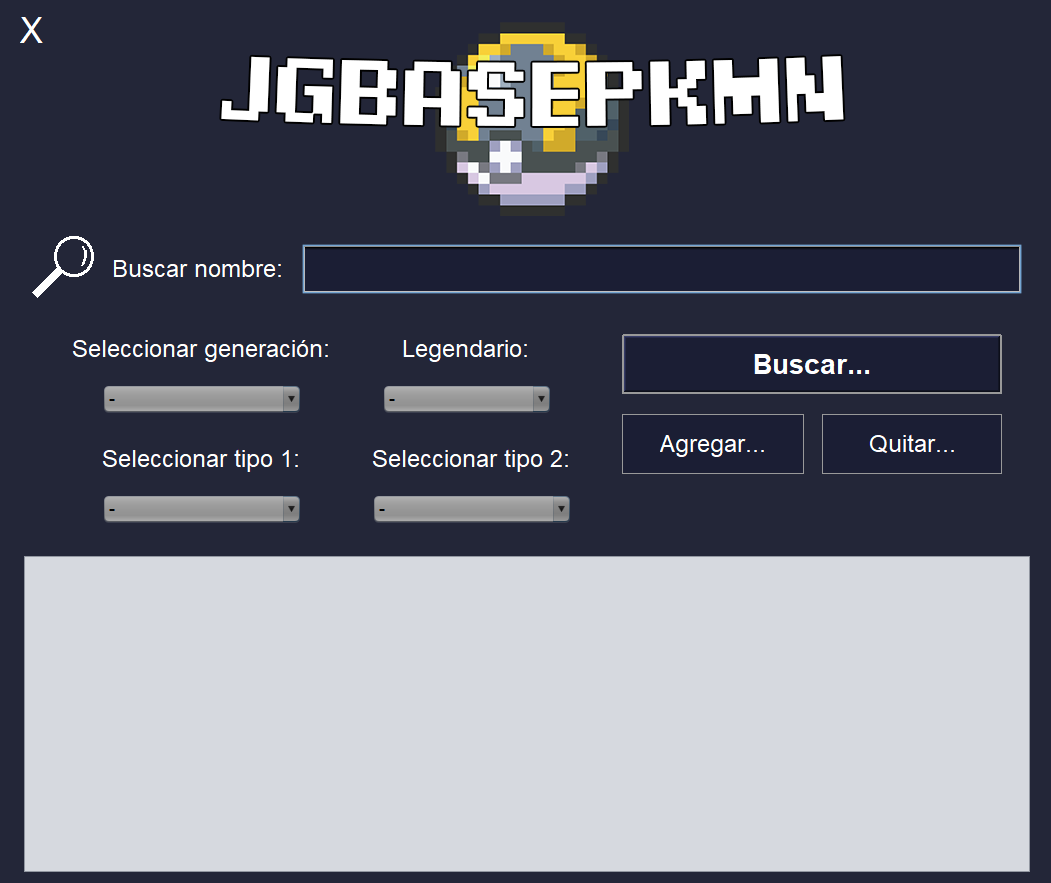 X
JGBASEPKMN
Buscar nombre:
Seleccionar generación:
Legendario:
Buscar...
-
-
Agregar...
Quitar...
Seleccionar tipo 1:
Seleccionar tipo 2:
-
-